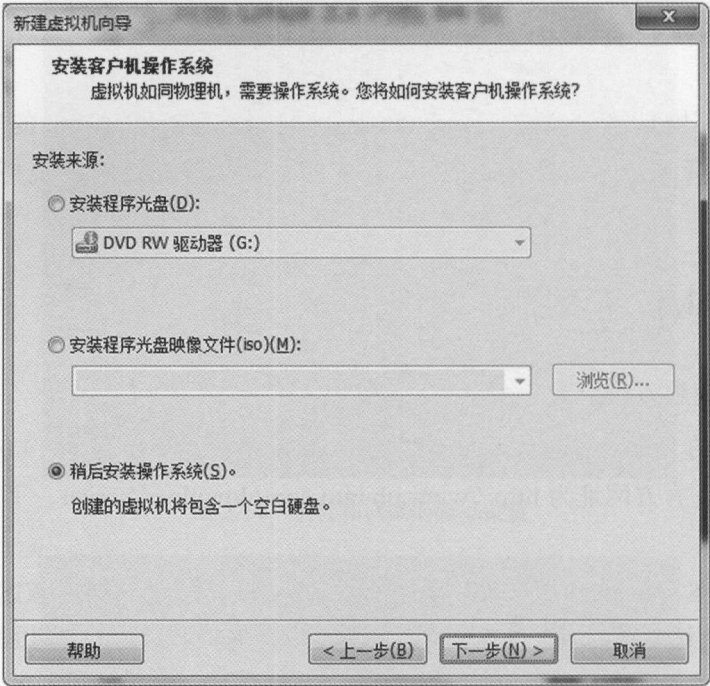 新建虚拟机向导
安装客户机操作系统
虚拟机如同物理机，需要操作系统。您将如何安装客户机操作系统?
安装来源:
安装程序光盘(D):
DVD RW 驱动器 (G:)
安装程序光盘映像文件(iso)(M):
浏览(R)...
稍后安装操作系统(S)。
创建的虚拟机将包含一个空白硬盘。
帮助
< 上一步(B)
下一步(N) >
取消